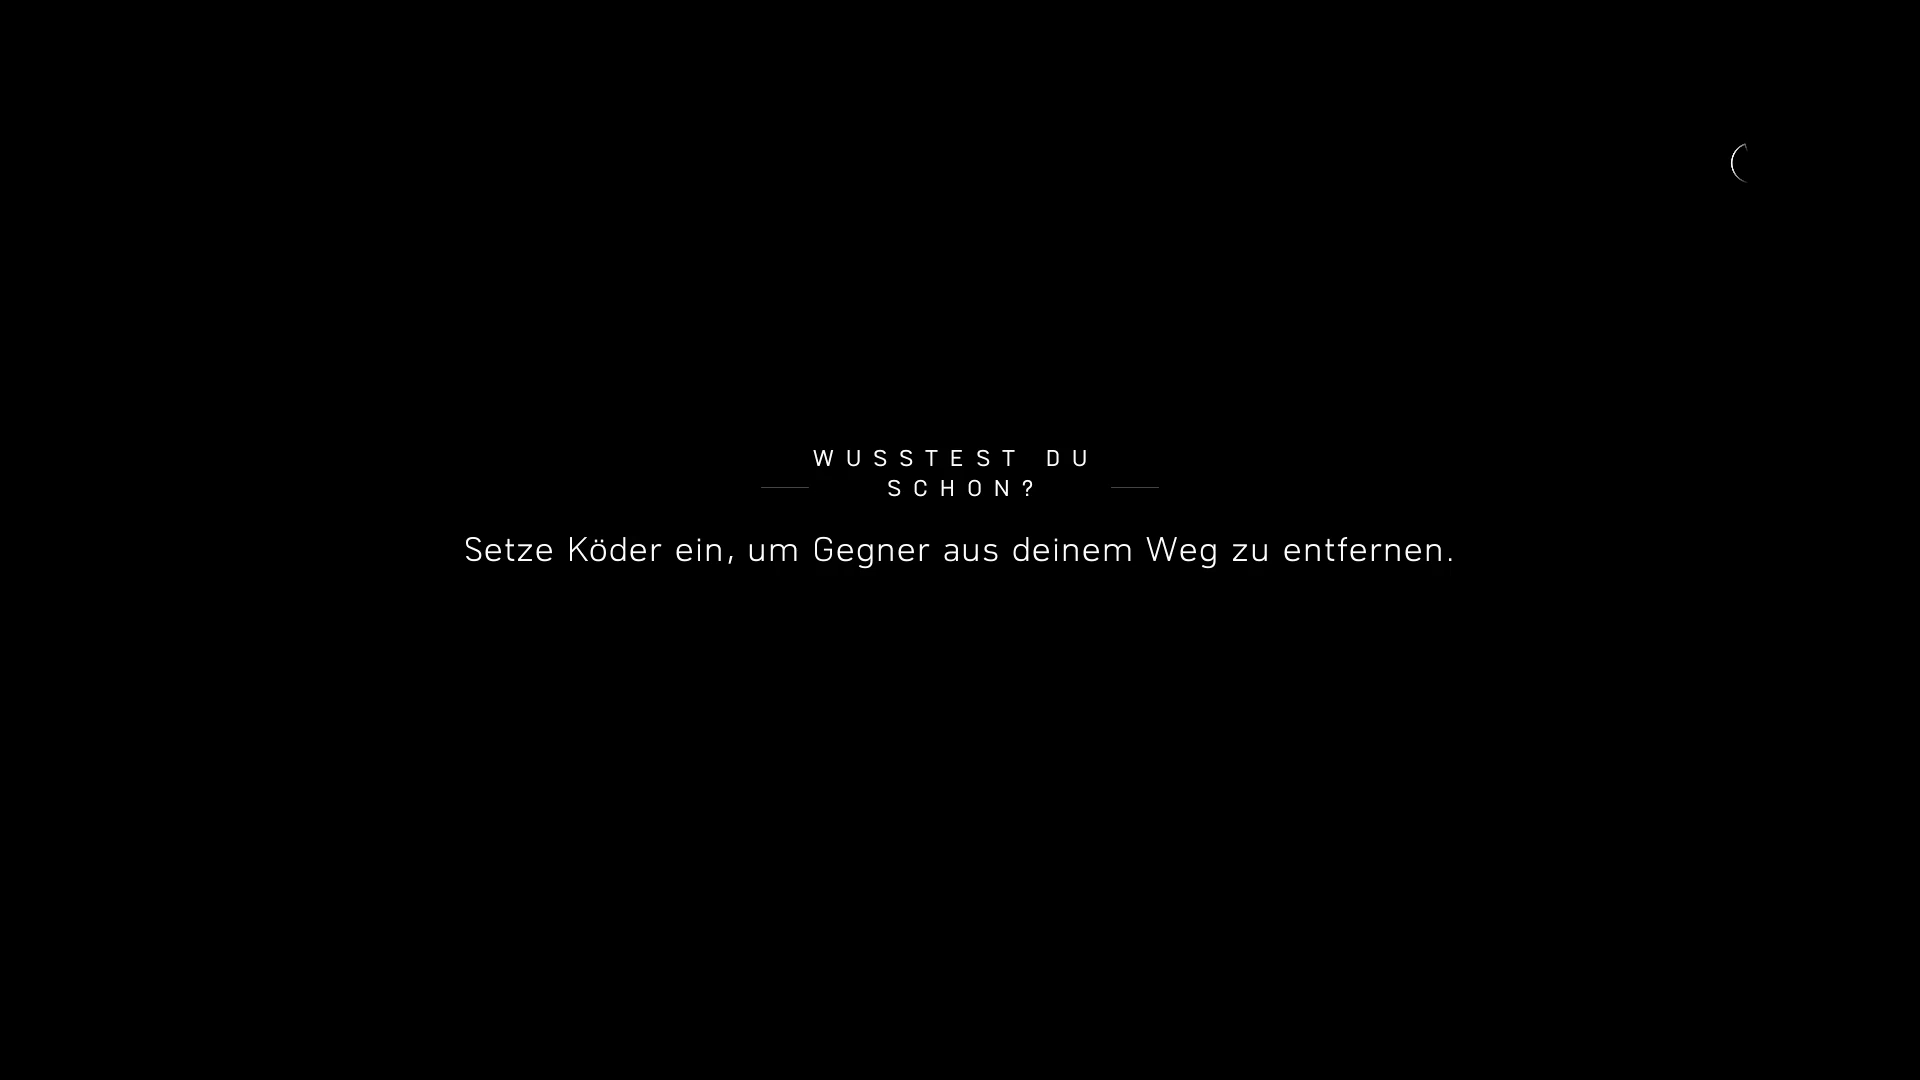 WUSSTEST DU
SCHON?
Setze Köder ein, um Gegner aus deinem Weg zu entfernen.